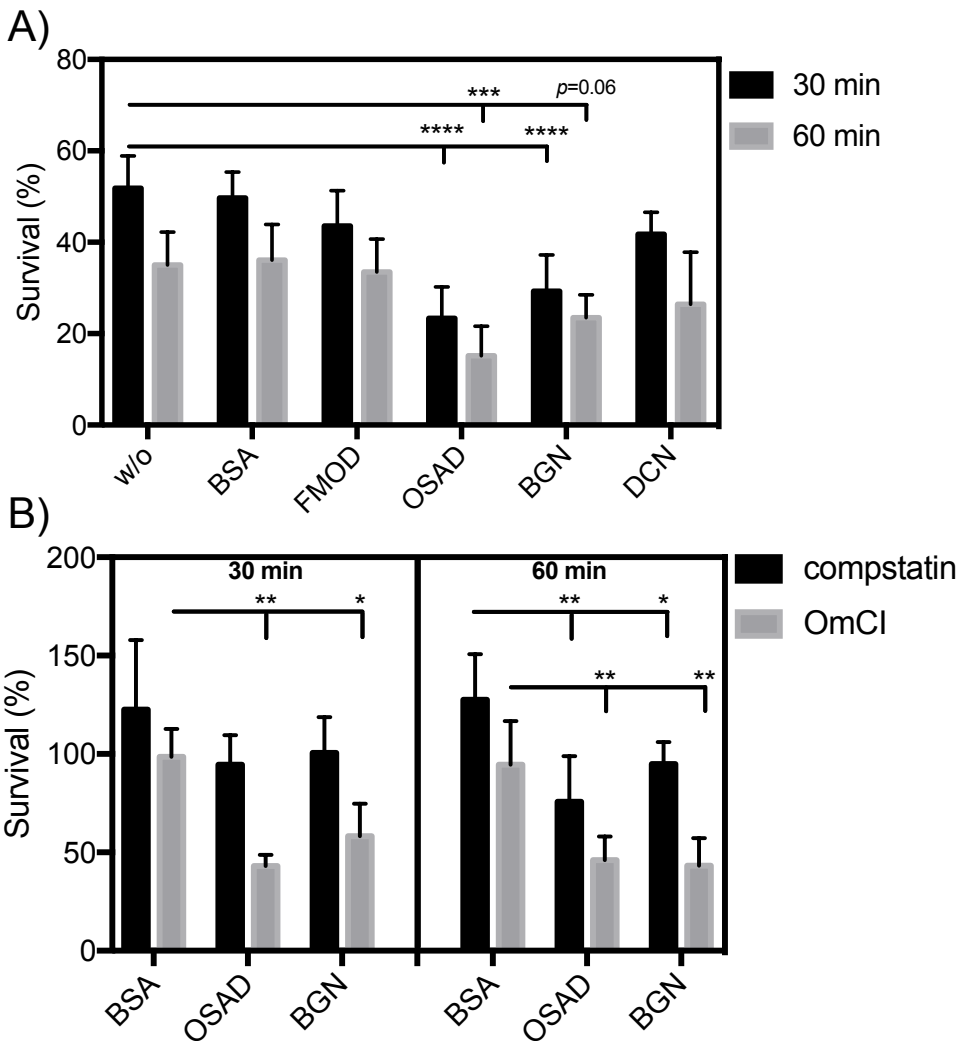 A)
Survival (%)
80
60
40
20
0
*** p=0.06
**** ****
30 min
60 min
w/o BSA FMOD OSAD BGN DCN
B)
Survival (%)
200
150
100
50
0
30 min 60 min
** * ** *
** **
compstatin
OmCI
BSA OSAD BGN BSA OSAD BGN